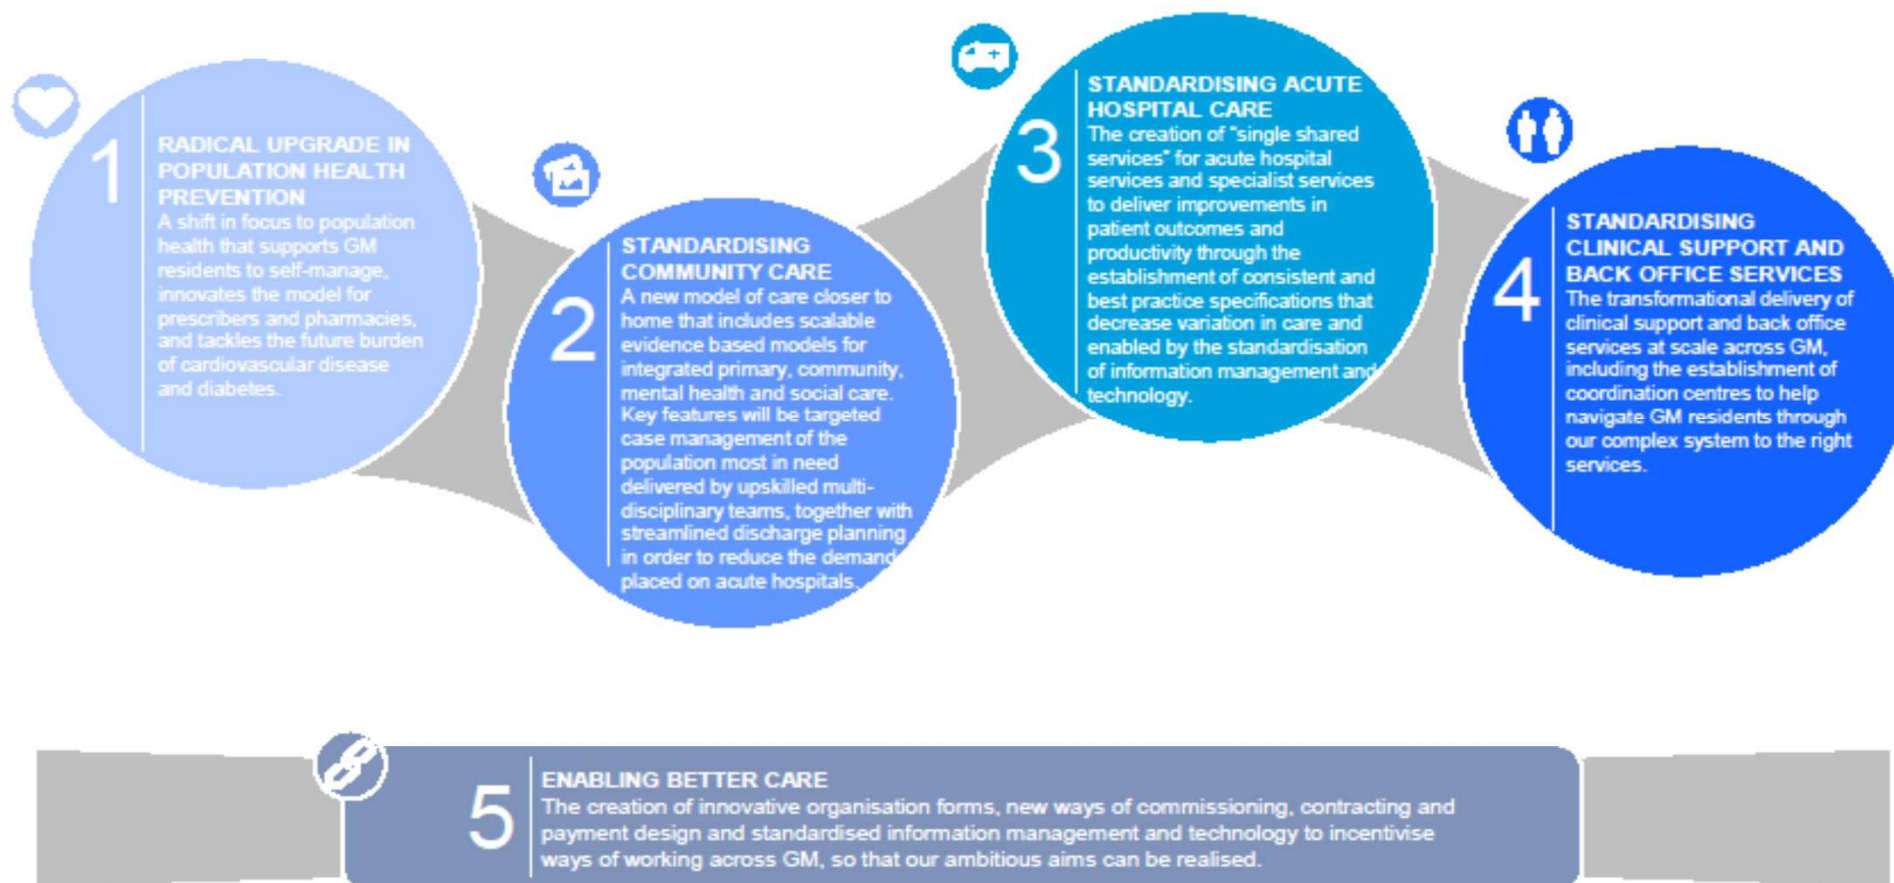 1
RADICAL UPGRADE IN
POPULATION HEALTH
PREVENTION
A shift in focus to population
health that supports GM
residents to self-manage,
innovates the model for
prescribers and pharmacies,
and tackles the future burden
of cardiovascular disease
and diabetes.
2
STANDARDISING
COMMUNITY CARE
A new model of care closer to
home that includes scalable
evidence based models for
integrated primary, community,
mental health and social care.
Key features will be targeted
case management of the
population most in need
delivered by upskilled multi-
disciplinary teams, together with
streamlined discharge planning
in order to reduce the demand
placed on acute hospitals.
3
STANDARDISING ACUTE
HOSPITAL CARE
The creation of "single shared
services" for acute hospital
services and specialist services
to deliver improvements in
patient outcomes and
productivity through the
establishment of consistent and
best practice specifications that
decrease variation in care and
enabled by the standardisation
of information management and
technology.
4
STANDARDISING
CLINICAL SUPPORT AND
BACK OFFICE SERVICES
The transformational delivery of
clinical support and back office
services at scale across GM,
including the establishment of
coordination centres to help
navigate GM residents through
our complex system to the right
services.
5
ENABLING BETTER CARE
The creation of innovative organisation forms, new ways of commissioning, contracting and
payment design and standardised information management and technology to incentivise
ways of working across GM, so that our ambitious aims can be realised.